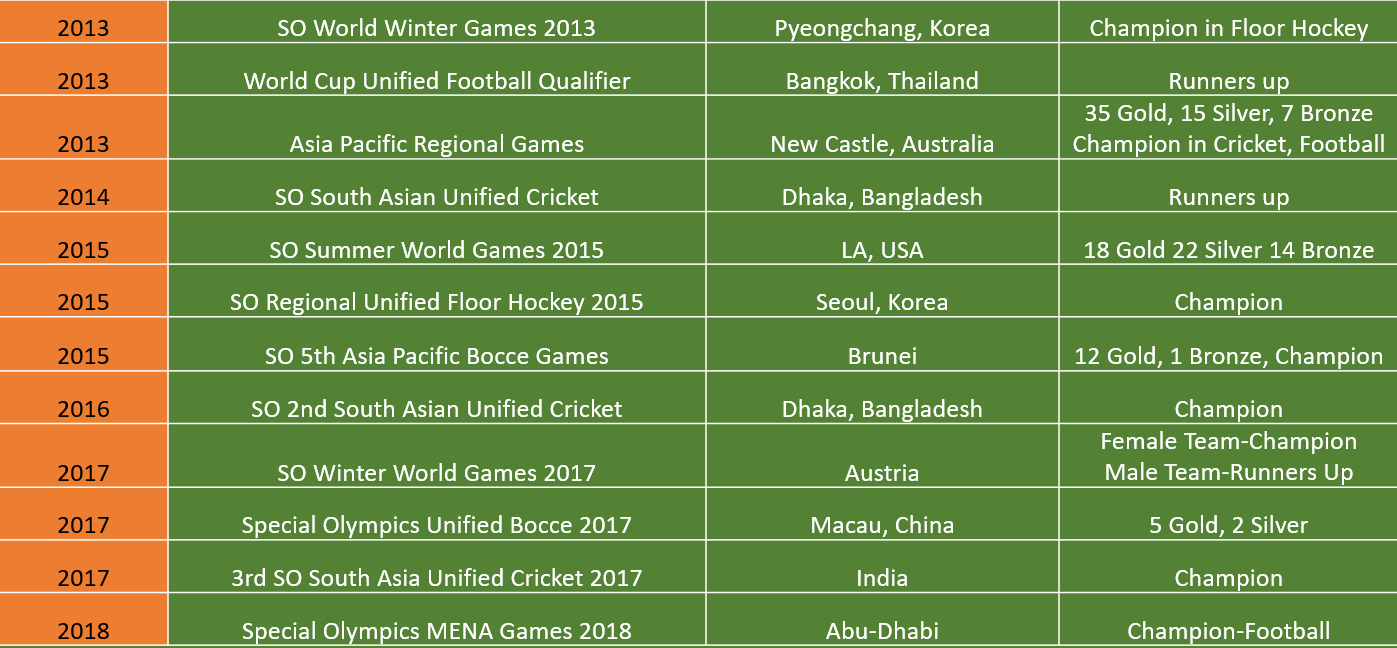 2013 SO World Winter Games 2013 Pyeongchang, Korea Champion in Floor Hockey
2013 World Cup Unified Football Qualifier Bangkok, Thailand Runners up
35 Gold, 15 Silver, 7 Bronze
2013 Asia Pacific Regional Games New Castle, Australia Champion in Cricket, Football
2014 SO South Asian Unified Cricket Dhaka, Bangladesh Runners up
2015 SO Summer World Games 2015 LA, USA 18 Gold 22 Silver 14 Bronze
2015 SO Regional Unified Floor Hockey 2015 Seoul, Korea Champion
2015 SO 5th Asia Pacific Bocce Games Brunei 12 Gold, 1 Bronze, Champion
2016 SO 2nd South Asian Unified Cricket Dhaka, Bangladesh Champion
Female Team-Champion
2017 SO Winter World Games 2017 Austria Male Team-Runners Up
2017 Special Olympics Unified Bocce 2017 Macau, China 5 Gold, 2 Silver
2017 3rd SO South Asia Unified Cricket 2017 India Champion
2018 Special Olympics MENA Games 2018 Abu-Dhabi Champion-Football